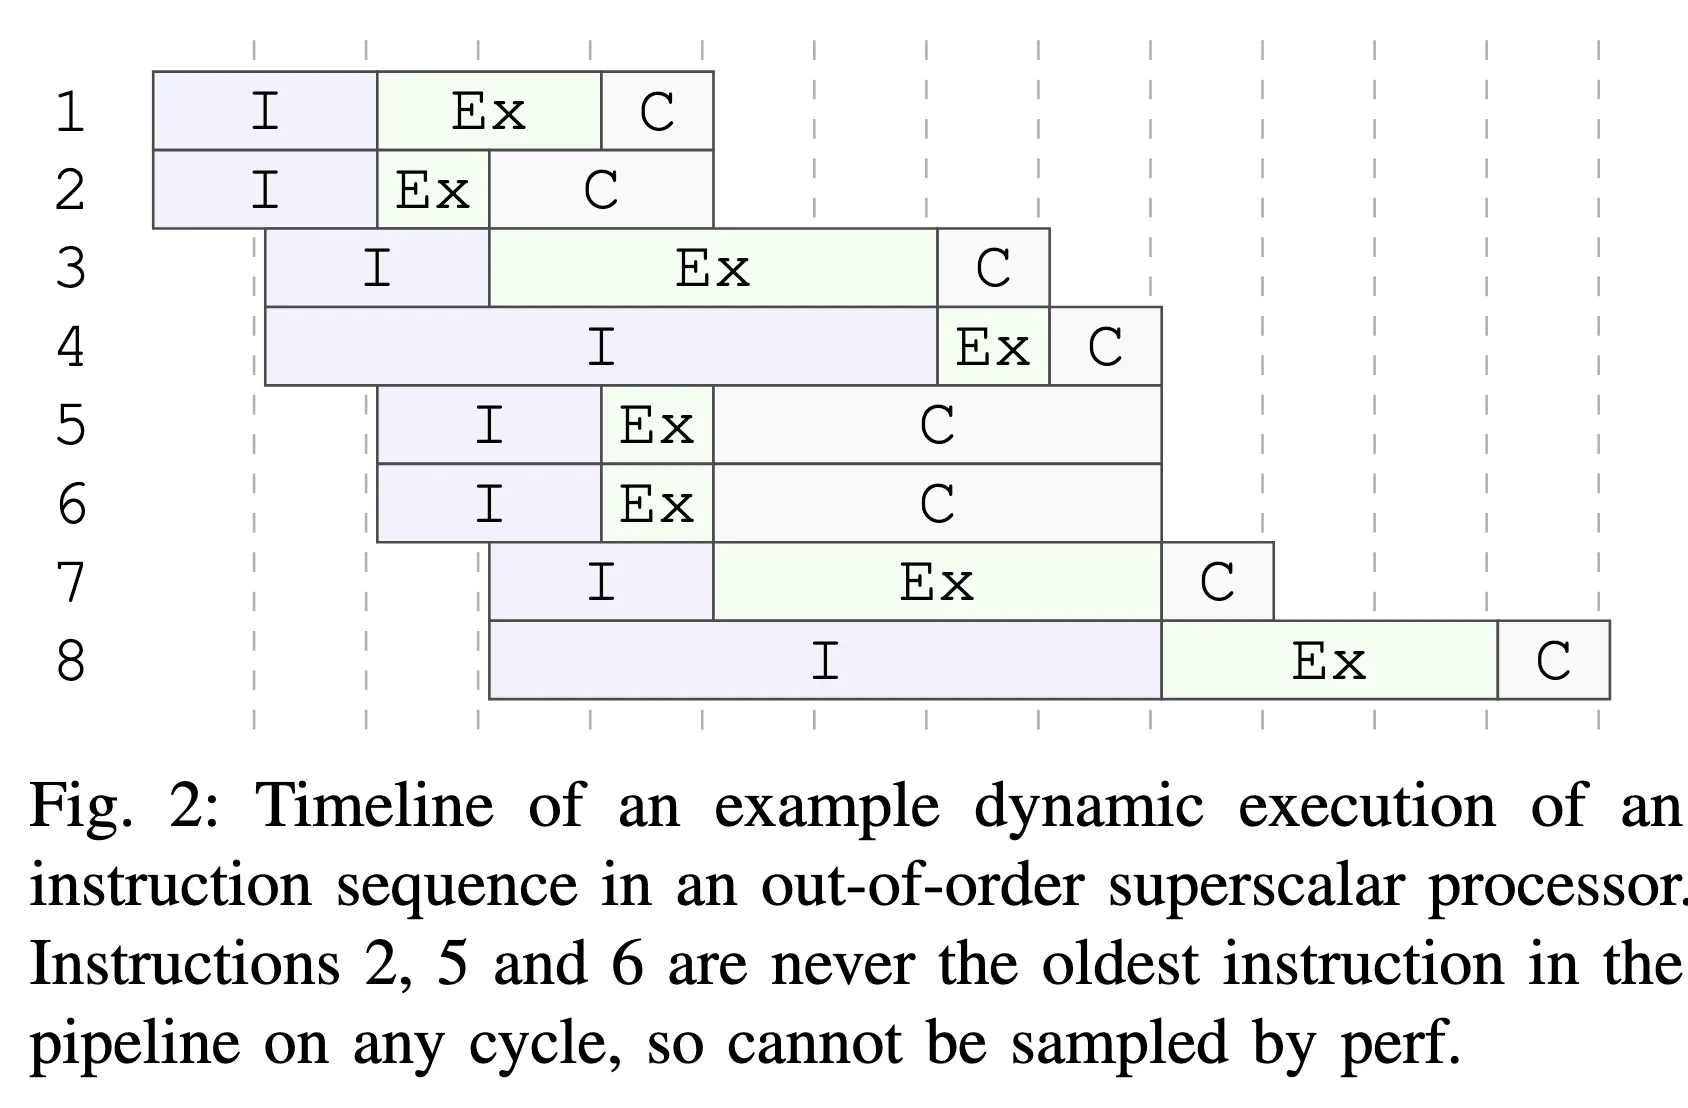 1 I Ex C
2 I Ex C
3 I Ex C
4 I Ex C
5 I Ex C
6 I Ex C
7 I Ex C
8 I Ex C
Fig. 2: Timeline of an example dynamic execution of an
instruction sequence in an out-of-order superscalar processor.
Instructions 2, 5 and 6 are never the oldest instruction in the
pipeline on any cycle, so cannot be sampled by perf.